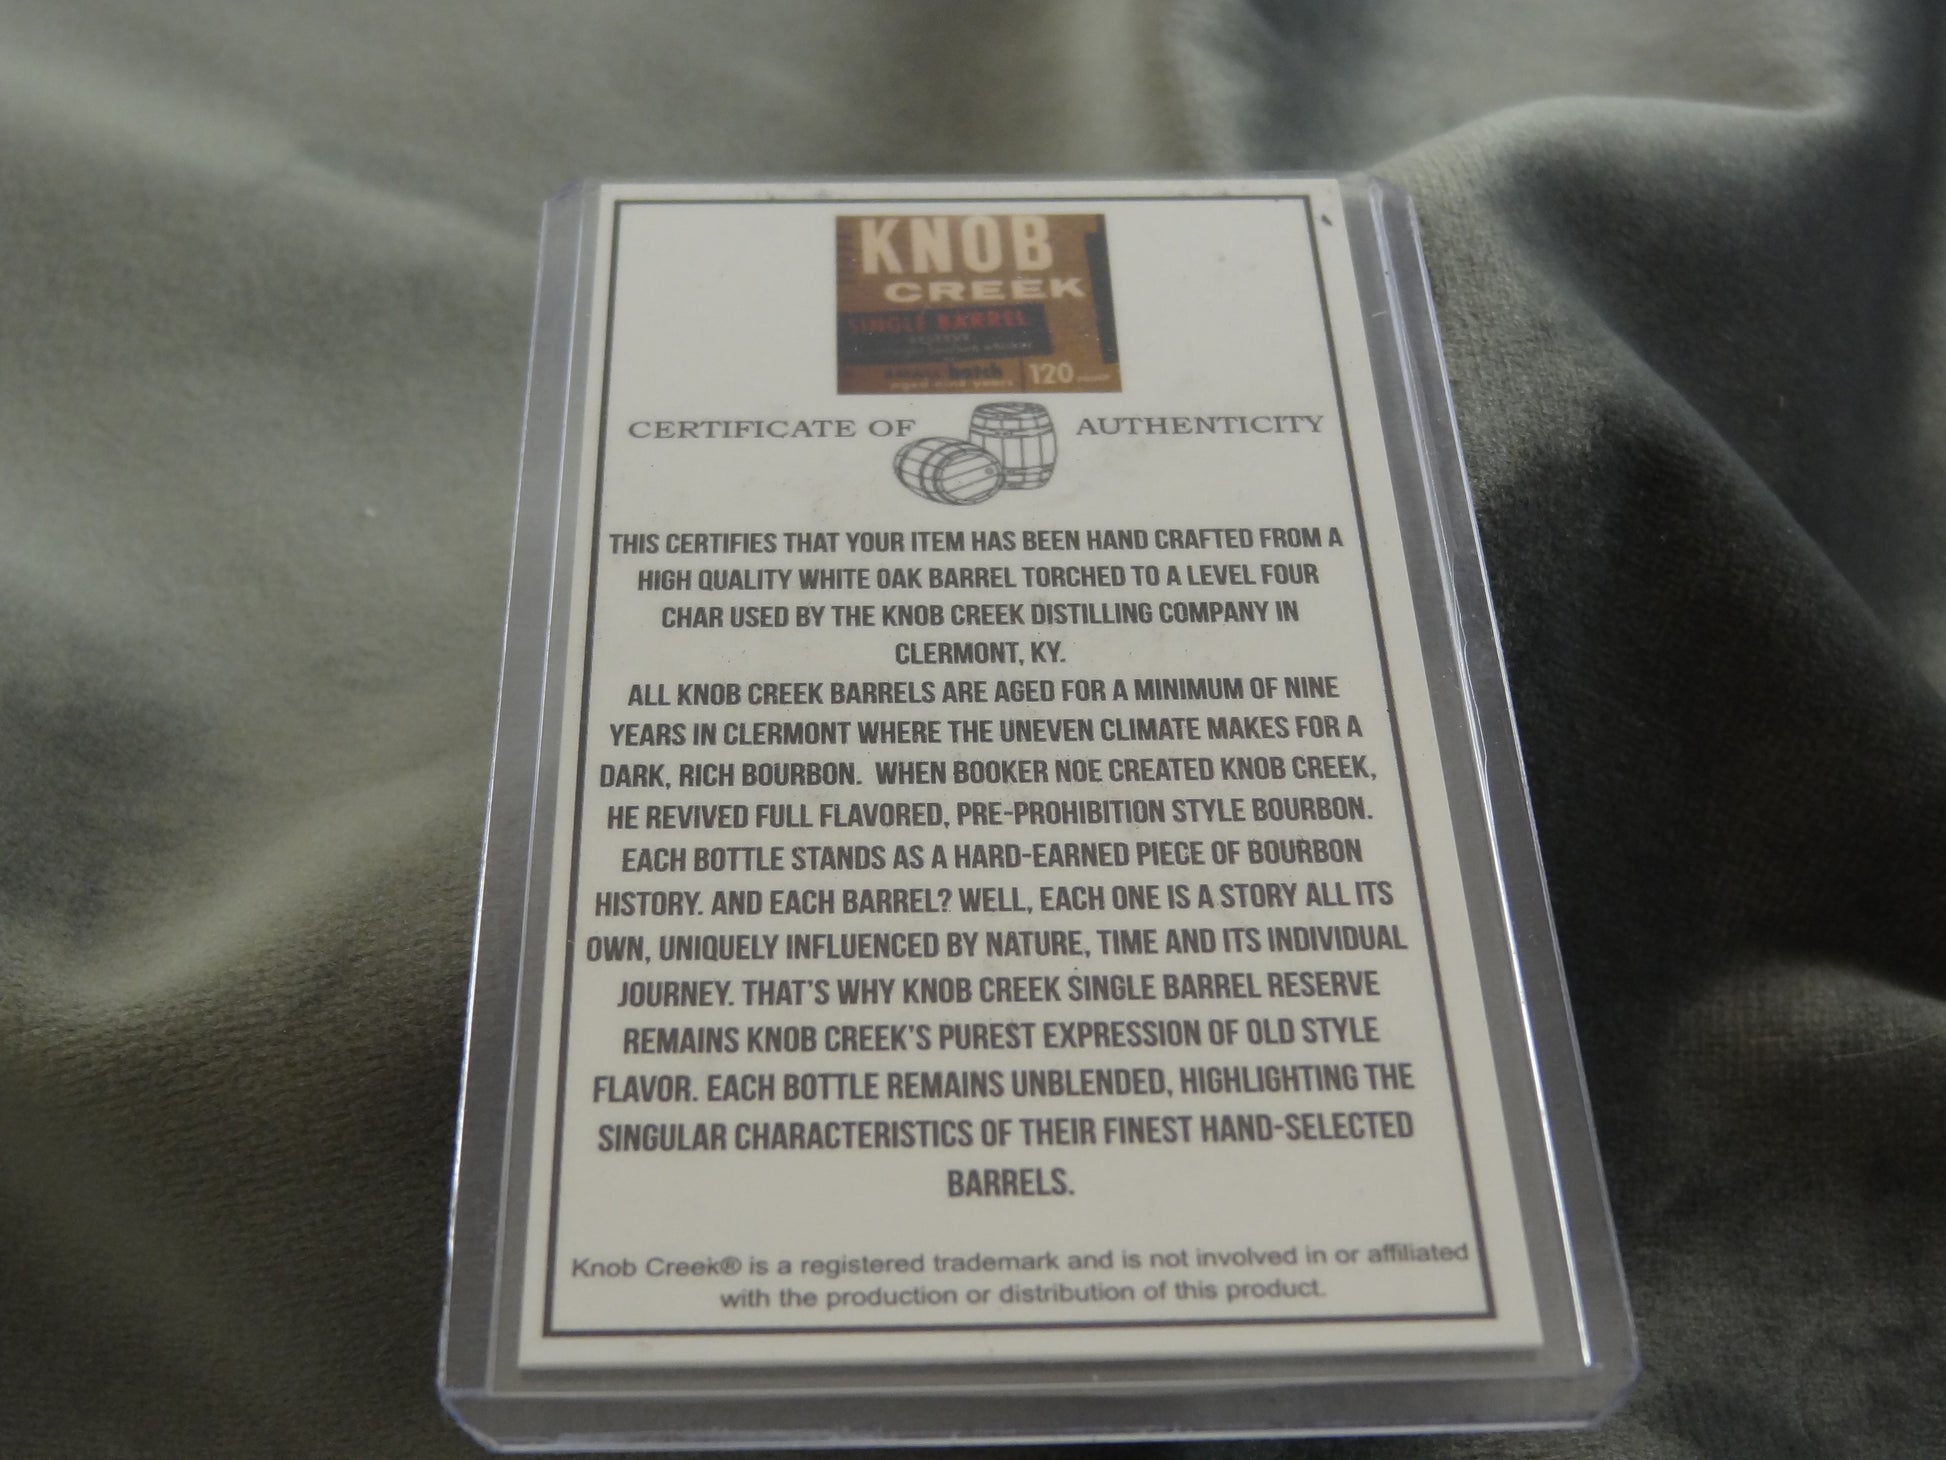 KNOB
CREEK
SINGLE BARREL
RESERVE
batch
aged nine years
120 PROOF
CERTIFICATE OF AUTHENTICITY
THIS CERTIFIES THAT YOUR ITEM HAS BEEN HAND CRAFTED FROM A
HIGH QUALITY WHITE OAK BARREL TORCHED TO A LEVEL FOUR
CHAR USED BY THE KNOB CREEK DISTILLING COMPANY IN
CLERMONT, KY.
ALL KNOB CREEK BARRELS ARE AGED FOR A MINIMUM OF NINE
YEARS IN CLERMONT WHERE THE UNEVEN CLIMATE MAKES FOR A
DARK, RICH BOURBON. WHEN BOOKER NOE CREATED KNOB CREEK,
HE REVIVED FULL FLAVORED, PRE-PROHIBITION STYLE BOURBON.
EACH BOTTLE STANDS AS A HARD-EARNED PIECE OF BOURBON
HISTORY. AND EACH BARREL? WELL, EACH ONE IS A STORY ALL ITS
OWN, UNIQUELY INFLUENCED BY NATURE, TIME AND ITS INDIVIDUAL
JOURNEY. THAT'S WHY KNOB CREEK SINGLE BARREL RESERVE
REMAINS KNOB CREEK'S PUREST EXPRESSION OF OLD STYLE
FLAVOR. EACH BOTTLE REMAINS UNBLENDED, HIGHLIGHTING THE
SINGULAR CHARACTERISTICS OF THEIR FINEST HAND-SELECTED
BARRELS.
Knob Creek® is a registered trademark and is not involved in or affiliated
with the production or distribution of this product.